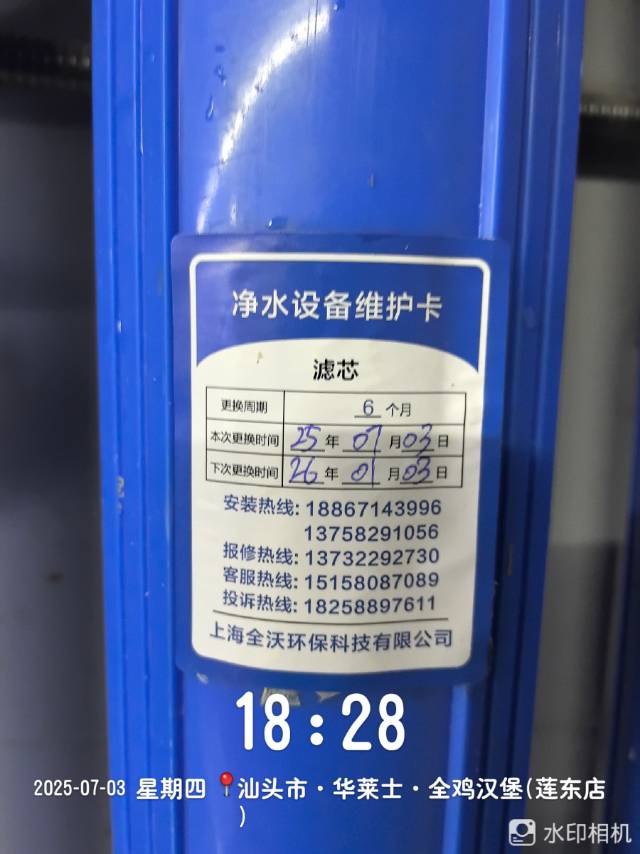 净水设备维护卡
滤芯
更换周期 6 个月
本次更换时间 25 年 07 月 03 日
下次更换时间 26 年 01 月 03 日
安装热线: 18867143996
13758291056
报修热线: 13732292730
客服热线: 15158087089
投诉热线: 18258897611
上海全沃环保科技有限公司
18:28
2025-07-03 星期四 📍汕头市·华莱士·全鸡汉堡(莲东店
)
水印相机